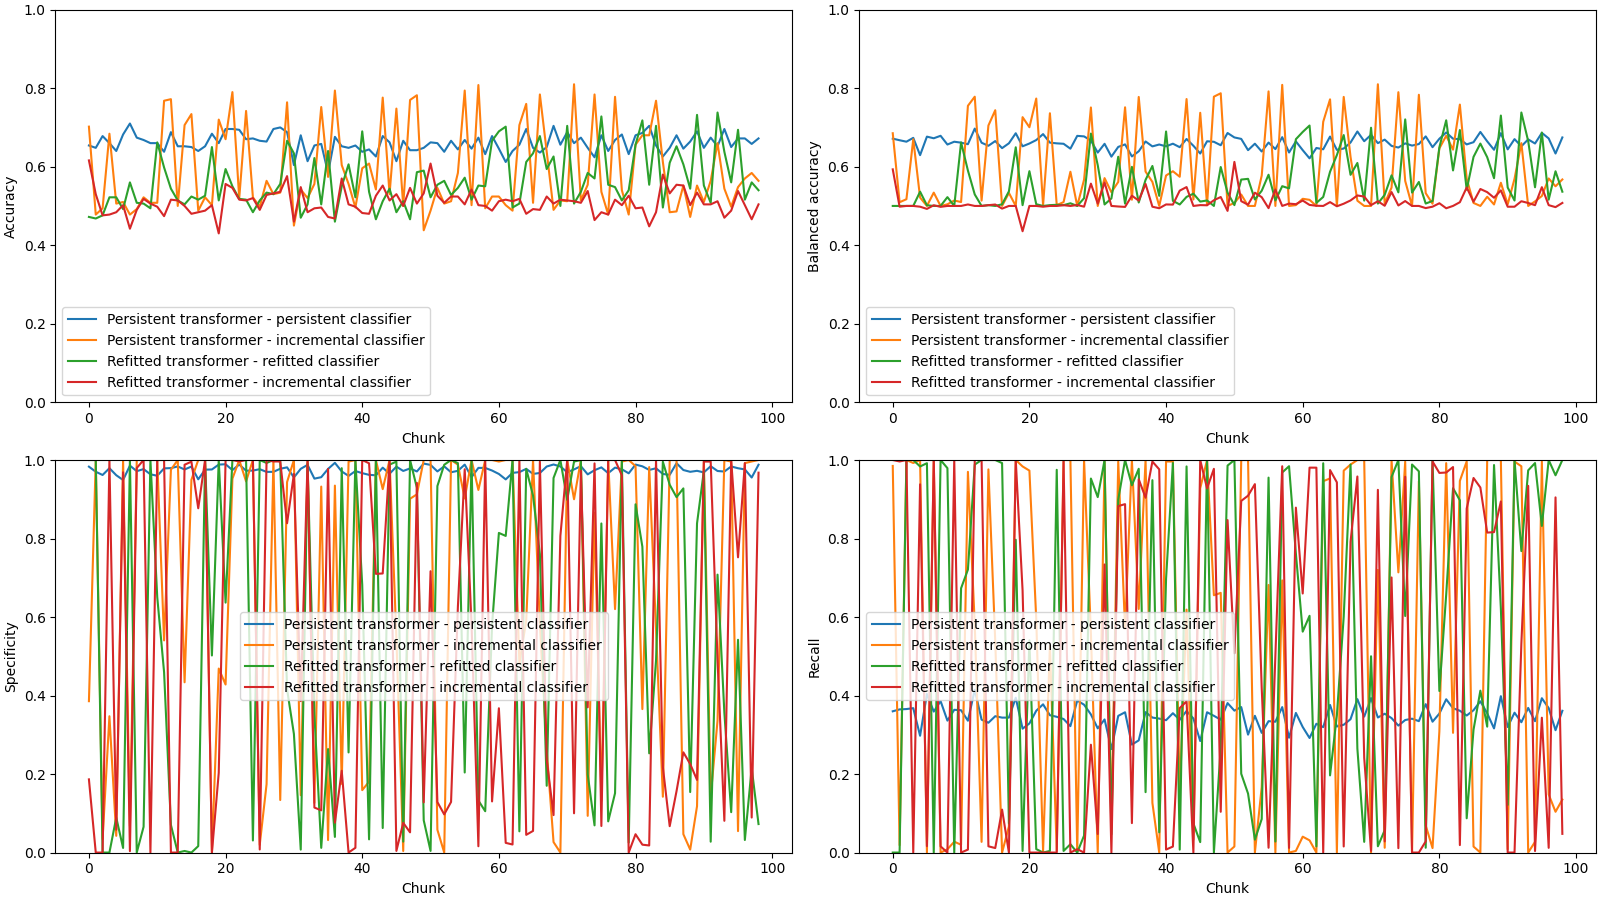 1.0
0.8
0.6
0.4
0.2
0.0
Accuracy
Persistent transformer - persistent classifier
Persistent transformer - incremental classifier
Refitted transformer - refitted classifier
Refitted transformer - incremental classifier
0 20 40 60 80 100
Chunk
1.0
0.8
0.6
0.4
0.2
0.0
Balanced accuracy
Persistent transformer - persistent classifier
Persistent transformer - incremental classifier
Refitted transformer - refitted classifier
Refitted transformer - incremental classifier
0 20 40 60 80 100
Chunk
1.0
0.8
0.6
0.4
0.2
0.0
Specificity
Persistent transformer - persistent classifier
Persistent transformer - incremental classifier
Refitted transformer - refitted classifier
Refitted transformer - incremental classifier
0 20 40 60 80 100
Chunk
1.0
0.8
0.6
0.4
0.2
0.0
Recall
Persistent transformer - persistent classifier
Persistent transformer - incremental classifier
Refitted transformer - refitted classifier
Refitted transformer - incremental classifier
0 20 40 60 80 100
Chunk